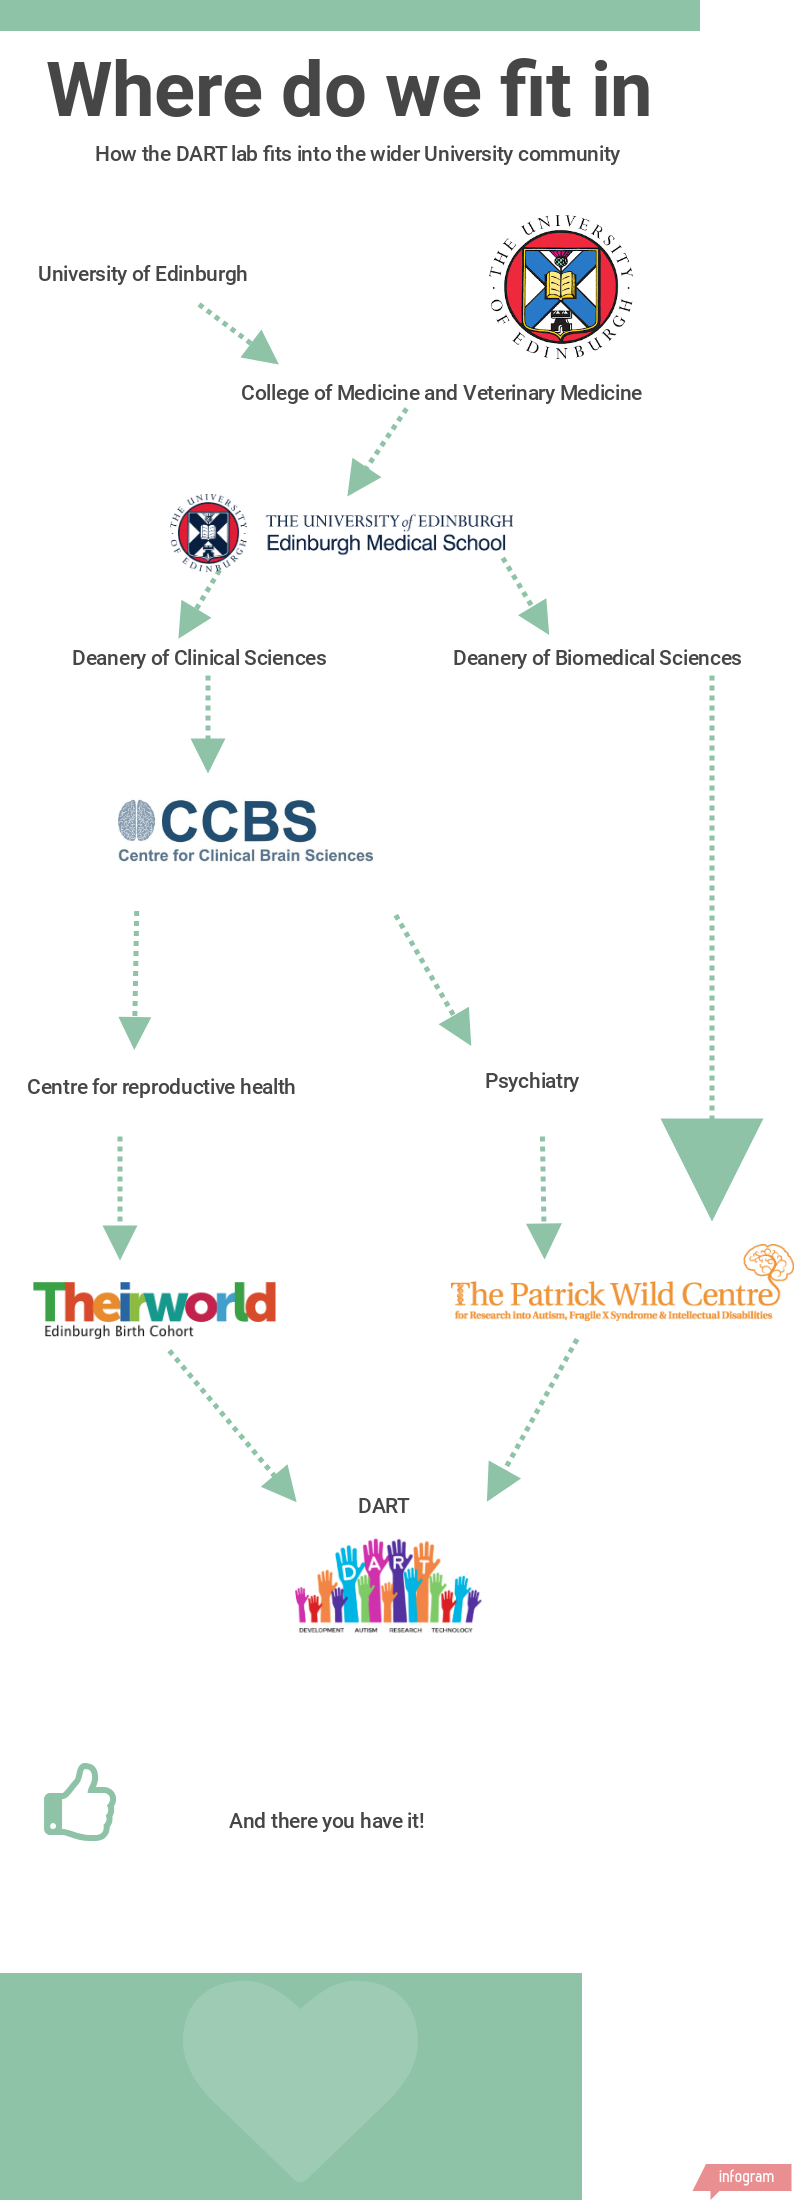 Where do we fit in
How the DART lab fits into the wider University community
THE UNIVERSITY OF EDINBURGH
University of Edinburgh
College of Medicine and Veterinary Medicine
THE UNIVERSITY OF EDINBURGH
THE UNIVERSITY of EDINBURGH
Edinburgh Medical School
Deanery of Clinical Sciences
Deanery of Biomedical Sciences
CCBS
Centre for Clinical Brain Sciences
Centre for reproductive health
Psychiatry
Theirworld
Edinburgh Birth Cohort
The Patrick Wild Centre
for Research into Autism, Fragile X Syndrome & Intellectual Disabilities
DART
DART
DEVELOPMENT AUTISM RESEARCH TECHNOLOGY
And there you have it!
infogram